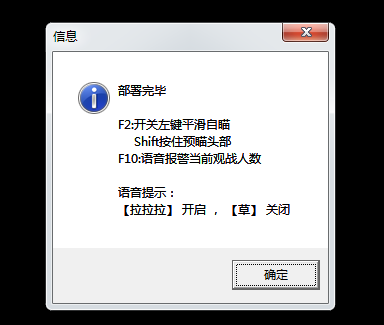 信息
部署完毕
F2:开关左键平滑自瞄
Shift按住预瞄头部
F10:语音报警当前观战人数
语音提示：
【拉拉拉】 开启 ， 【草】 关闭
确定